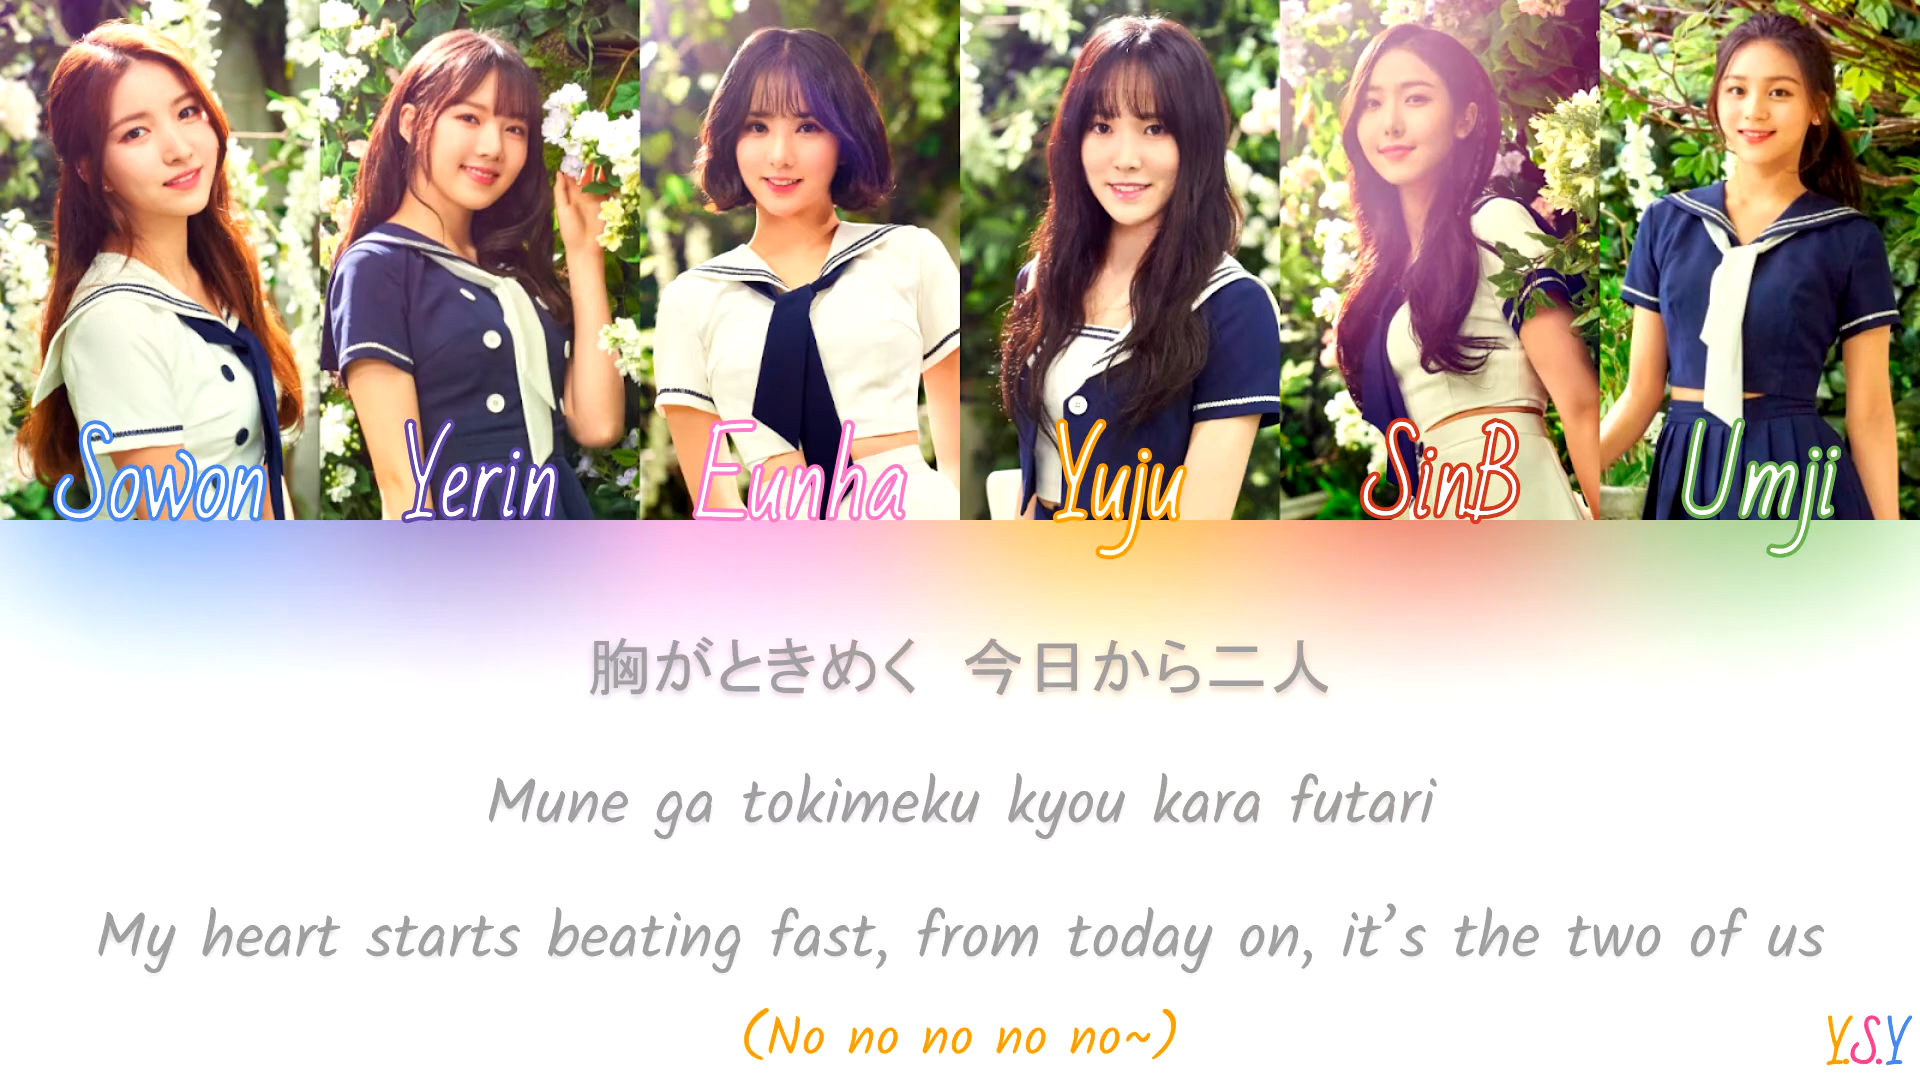 Sowon Yerin Eunha Yuju SinB Umji
胸がときめく　今日から二人
Mune ga tokimeku kyou kara futari
My heart starts beating fast, from today on, it's the two of us
(No no no no no~)
Y.S.Y